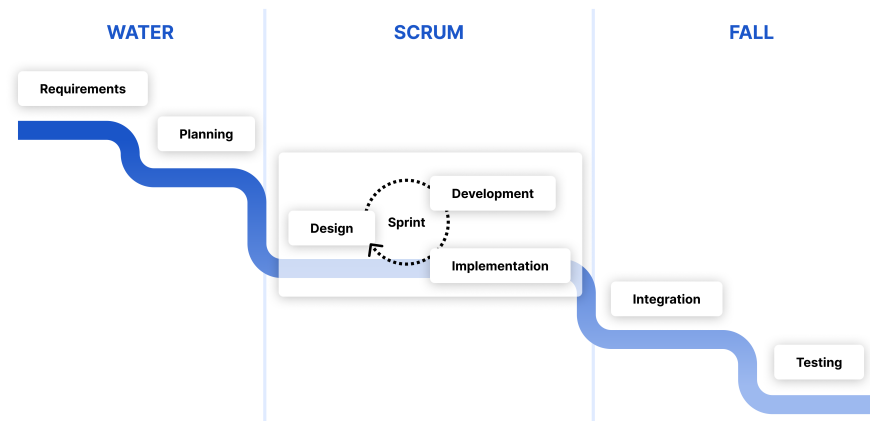 WATER
SCRUM
FALL
Requirements
Planning
Development
Design
Sprint
Implementation
Integration
Testing